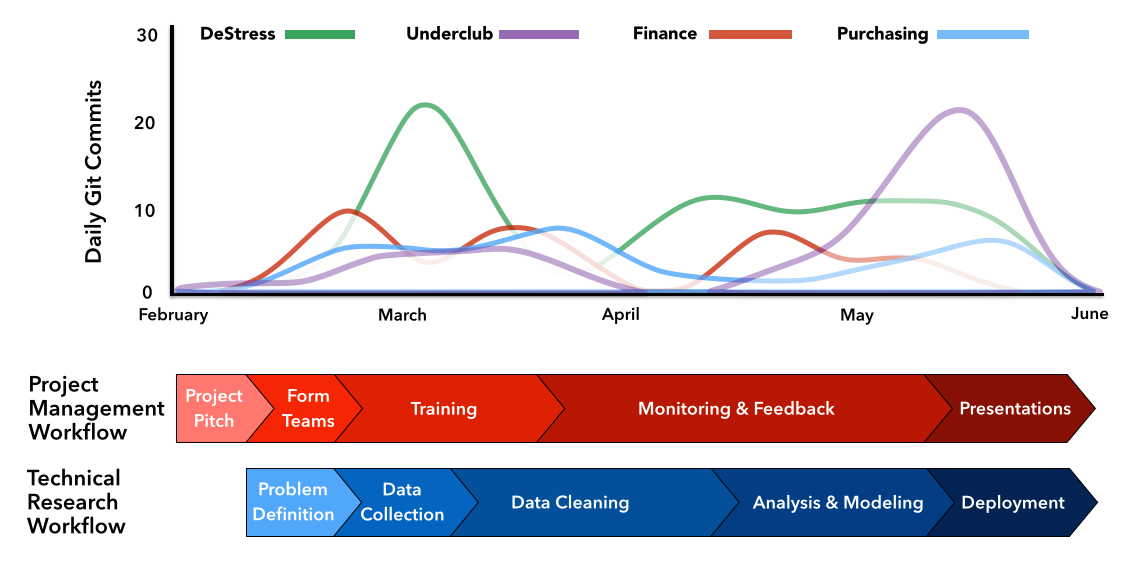 30
DeStress
Underclub
Finance
Purchasing
20
10
0
Daily Git Commits
February
March
April
May
June
Project
Management
Workflow
Project
Pitch
Form
Teams
Training
Monitoring & Feedback
Presentations
Technical
Research
Workflow
Problem
Definition
Data
Collection
Data Cleaning
Analysis & Modeling
Deployment